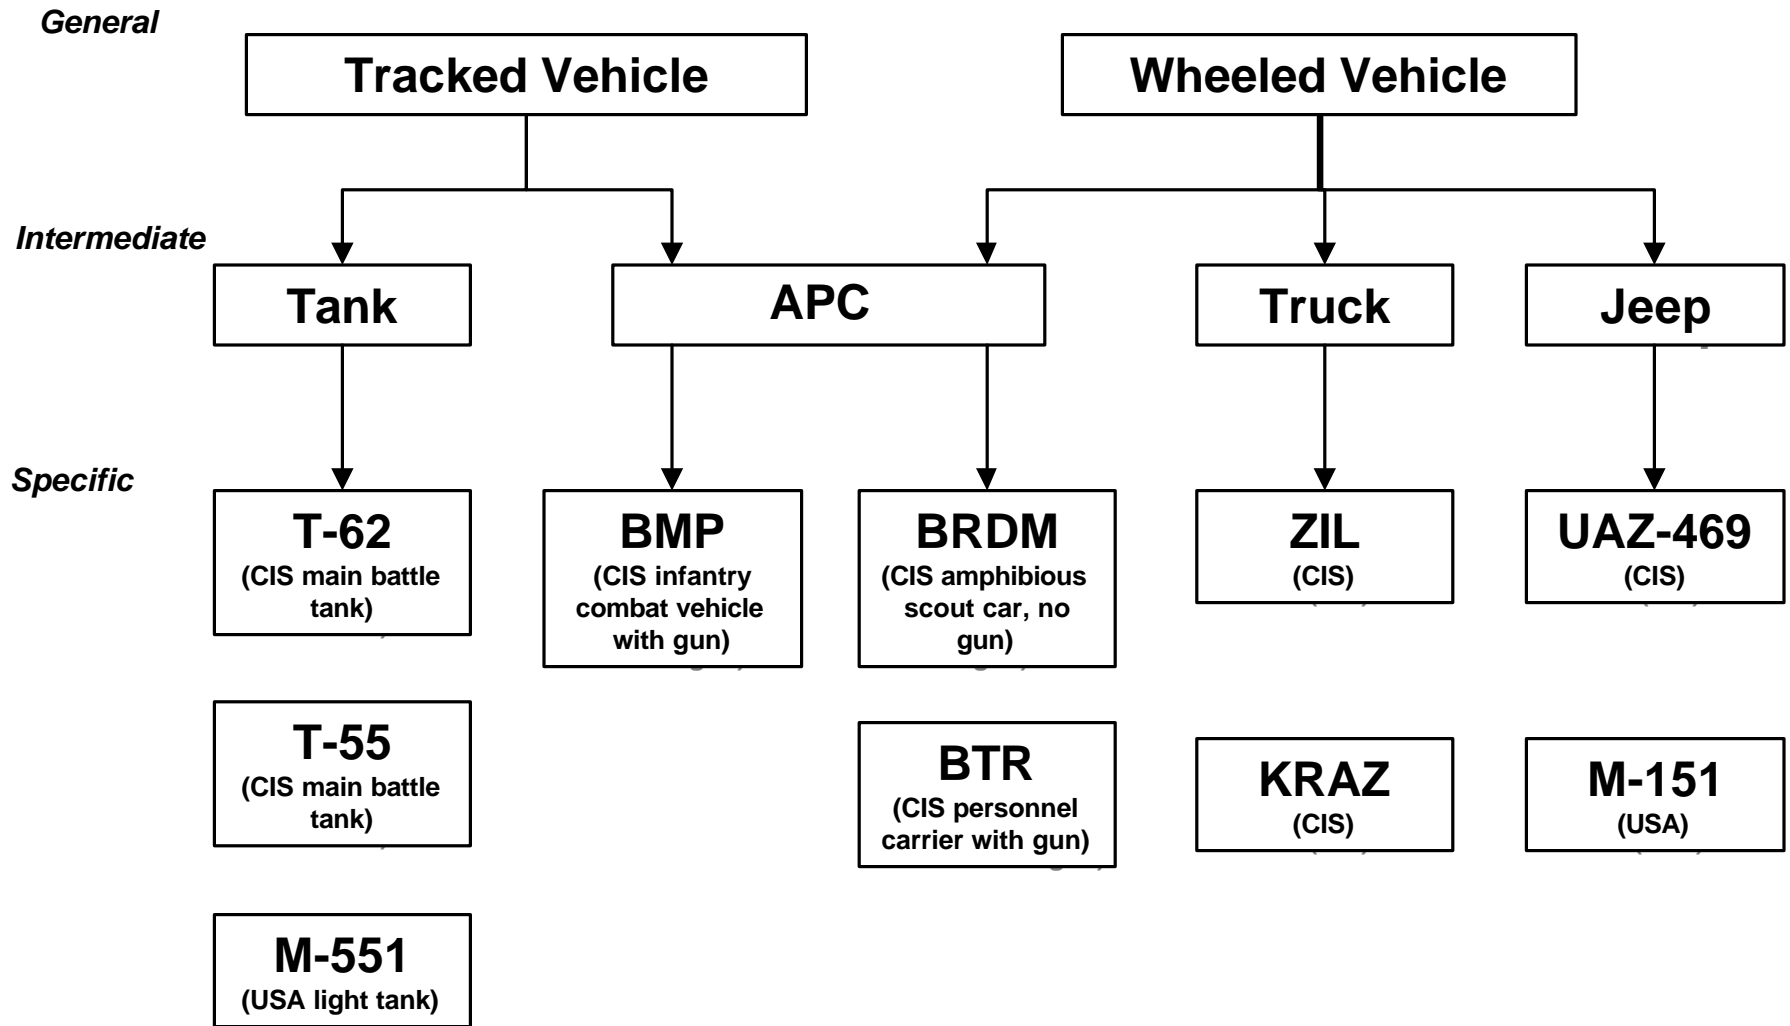 General
Tracked Vehicle
Wheeled Vehicle
Intermediate
Tank
APC
Truck
Jeep
Specific
T-62
(CIS main battle
tank)
BMP
(CIS infantry
combat vehicle
with gun)
BRDM
(CIS amphibious
scout car, no
gun)
ZIL
(CIS)
UAZ-469
(CIS)
T-55
(CIS main battle
tank)
BTR
(CIS personnel
carrier with gun)
KRAZ
(CIS)
M-151
(USA)
M-551
(USA light tank)